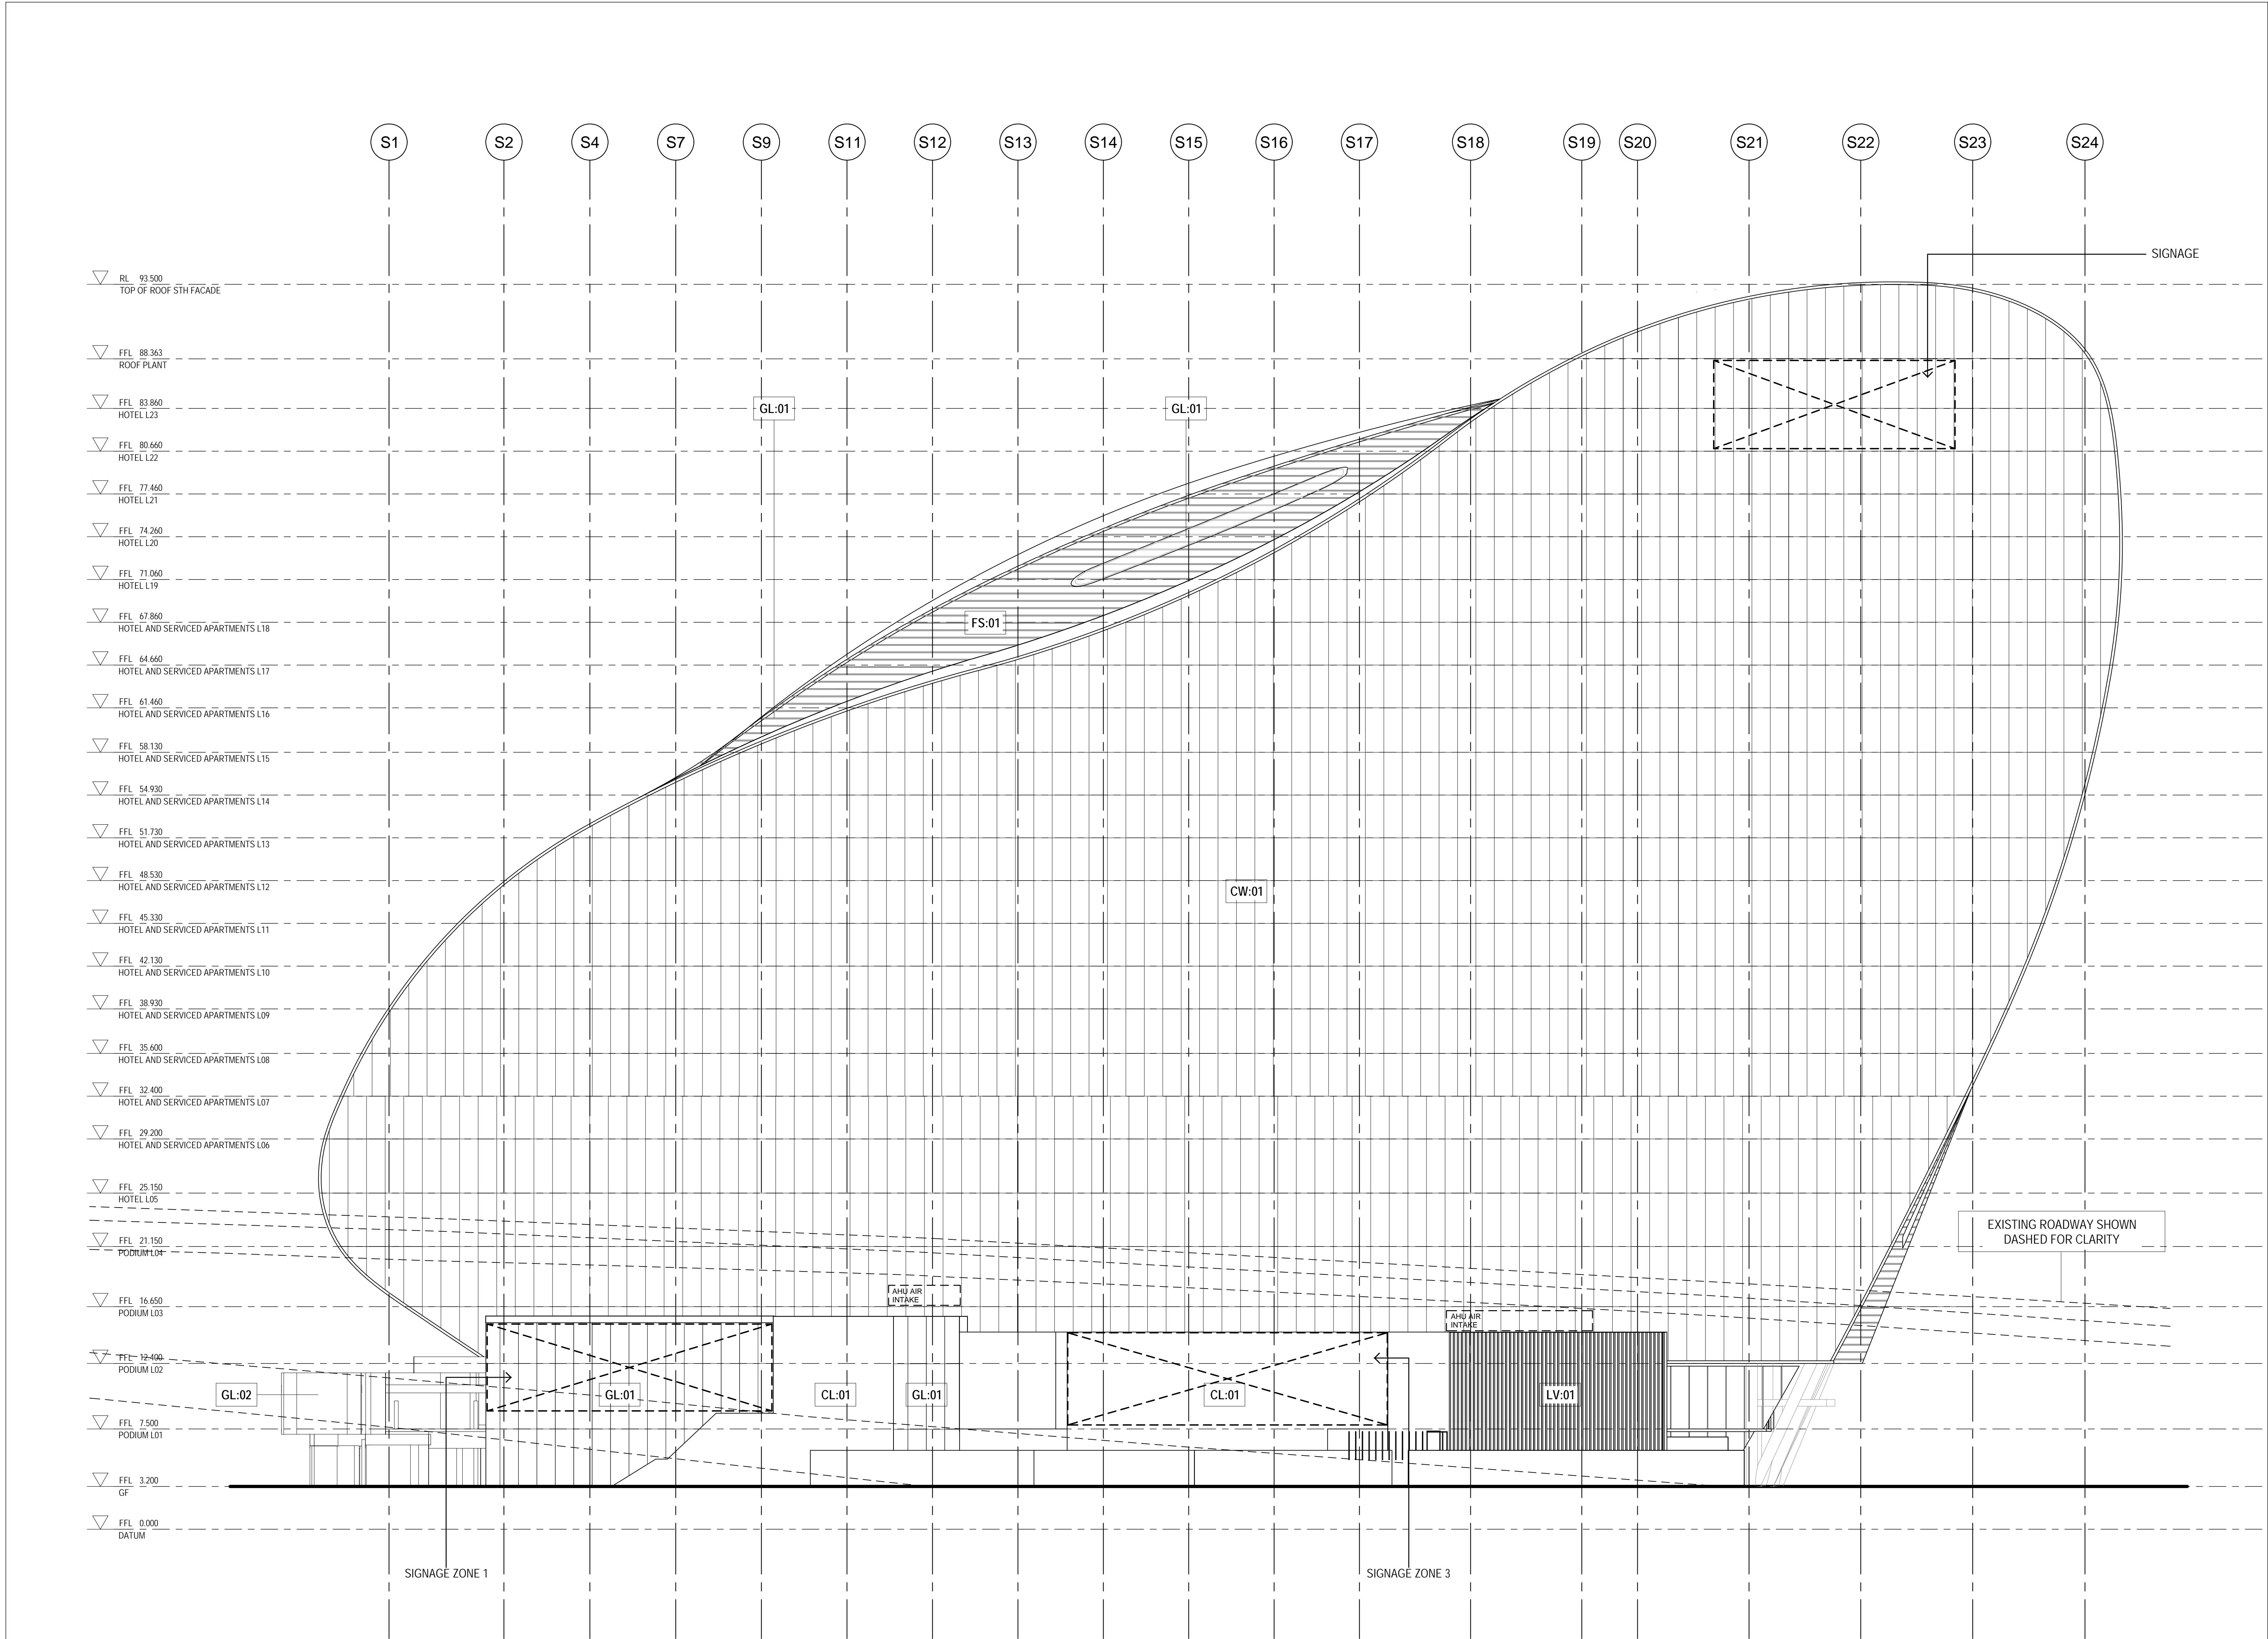 S1 S2 S4 S7 S9 S11 S12 S13 S14 S15 S16 S17 S18 S19 S20 S21 S22 S23 S24
SIGNAGE
RL 93.500
TOP OF ROOF STH FACADE
FFL 88.363
ROOF PLANT
FFL 83.860
HOTEL L23
GL:01
GL:01
FFL 80.660
HOTEL L22
FFL 77.460
HOTEL L21
FFL 74.260
HOTEL L20
FFL 71.060
HOTEL L19
FFL 67.860
HOTEL AND SERVICED APARTMENTS L18
FS:01
FFL 64.660
HOTEL AND SERVICED APARTMENTS L17
FFL 61.460
HOTEL AND SERVICED APARTMENTS L16
FFL 58.130
HOTEL AND SERVICED APARTMENTS L15
FFL 54.930
HOTEL AND SERVICED APARTMENTS L14
FFL 51.730
HOTEL AND SERVICED APARTMENTS L13
FFL 48.530
HOTEL AND SERVICED APARTMENTS L12
CW:01
FFL 45.330
HOTEL AND SERVICED APARTMENTS L11
FFL 42.130
HOTEL AND SERVICED APARTMENTS L10
FFL 38.930
HOTEL AND SERVICED APARTMENTS L09
FFL 35.600
HOTEL AND SERVICED APARTMENTS L08
FFL 32.400
HOTEL AND SERVICED APARTMENTS L07
FFL 29.200
HOTEL AND SERVICED APARTMENTS L06
FFL 25.150
HOTEL L05
EXISTING ROADWAY SHOWN
DASHED FOR CLARITY
FFL 21.150
PODIUM L04
AHU AIR
INTAKE
FFL 16.650
PODIUM L03
AHU AIR
INTAKE
FFL 12.400
PODIUM L02
GL:02
GL:01
CL:01
GL:01
CL:01
LV:01
FFL 7.500
PODIUM L01
FFL 3.200
GF
FFL 0.000
DATUM
SIGNAGE ZONE 1
SIGNAGE ZONE 3